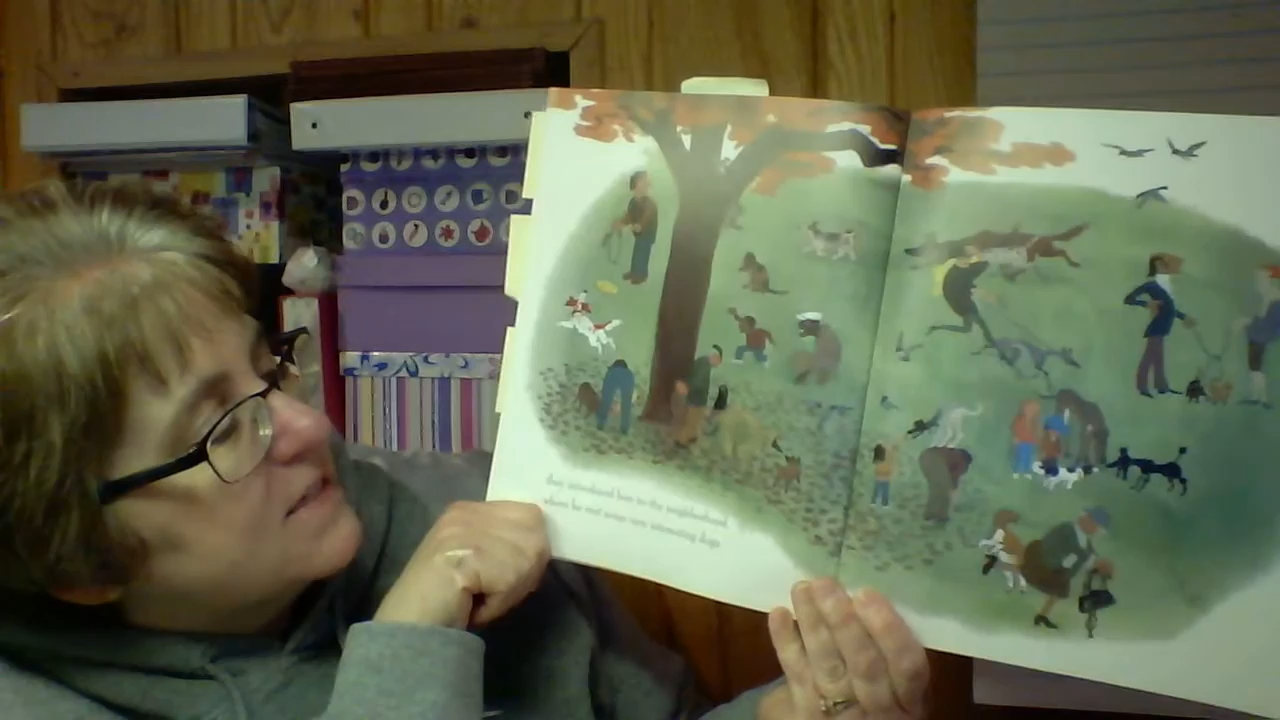 they introduced him to the neighborhood,
where he met some very interesting dogs